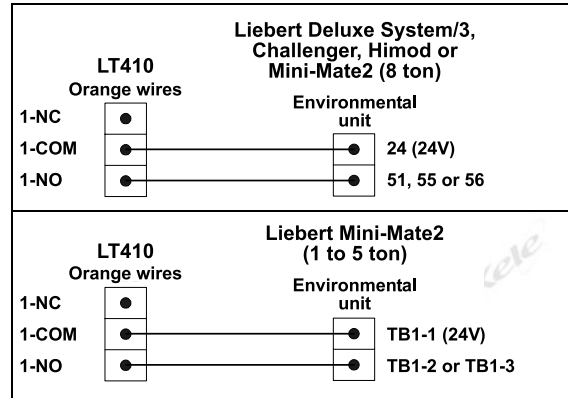 Liebert Deluxe System/3,
Challenger, Himod or
Mini-Mate2 (8 ton)
LT410
Orange wires
Environmental
unit
1-NC
1-COM
24 (24V)
1-NO
51, 55 or 56
Liebert Mini-Mate2
(1 to 5 ton)
LT410
Orange wires
Environmental
unit
1-NC
1-COM
TB1-1 (24V)
1-NO
TB1-2 or TB1-3
kele